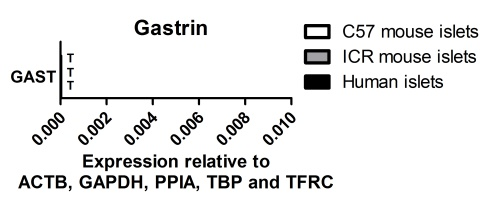 Gastrin
C57 mouse islets
ICR mouse islets
Human islets
GAST
T
T
T
0.000 0.002 0.004 0.006 0.008 0.010
Expression relative to
ACTB, GAPDH, PPIA, TBP and TFRC